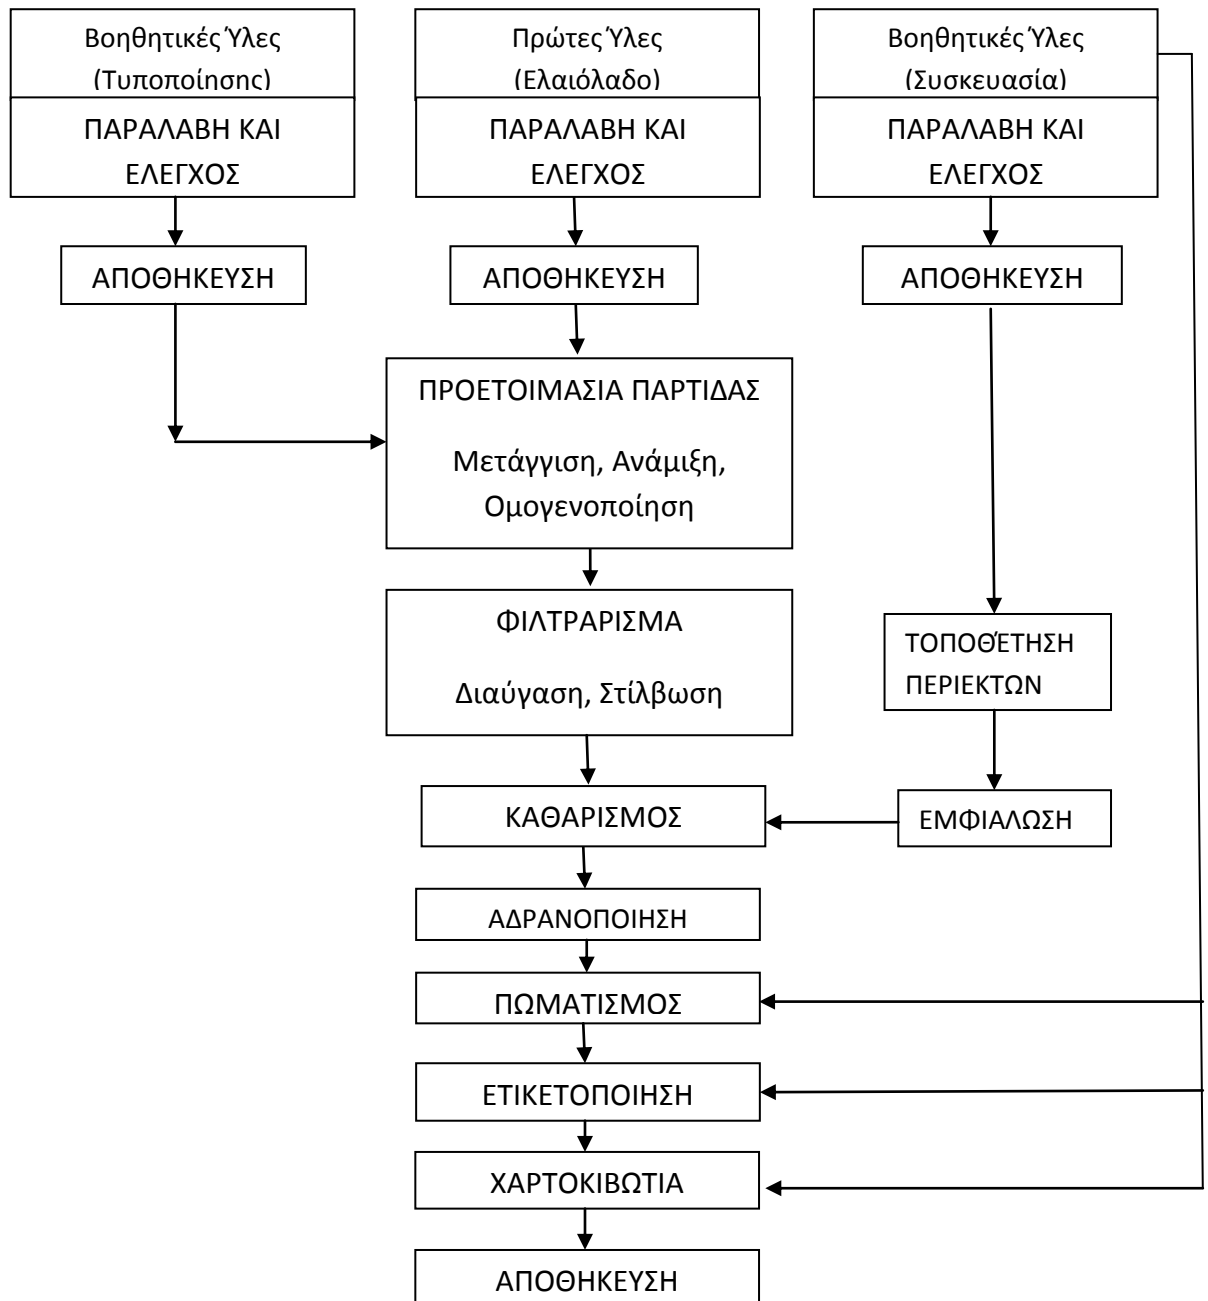 Βοηθητικές Ύλες
(Τυποποίησης)
ΠΑΡΑΛΑΒΗ ΚΑΙ
ΕΛΕΓΧΟΣ
Πρώτες Ύλες
(Ελαιόλαδο)
ΠΑΡΑΛΑΒΗ ΚΑΙ
ΕΛΕΓΧΟΣ
Βοηθητικές Ύλες
(Συσκευασία)
ΠΑΡΑΛΑΒΗ ΚΑΙ
ΕΛΕΓΧΟΣ
ΑΠΟΘΗΚΕΥΣΗ
ΑΠΟΘΗΚΕΥΣΗ
ΑΠΟΘΗΚΕΥΣΗ
ΠΡΟΕΤΟΙΜΑΣΙΑ ΠΑΡΤΙΔΑΣ
Μετάγγιση, Ανάμιξη,
Ομογενοποίηση
ΦΙΛΤΡΑΡΙΣΜΑ
Διαύγαση, Στίλβωση
ΤΟΠΟΘΈΤΗΣΗ
ΠΕΡΙΕΚΤΩΝ
ΚΑΘΑΡΙΣΜΟΣ
ΕΜΦΙΑΛΩΣΗ
ΑΔΡΑΝΟΠΟΙΗΣΗ
ΠΩΜΑΤΙΣΜΟΣ
ΕΤΙΚΕΤΟΠΟΙΗΣΗ
ΧΑΡΤΟΚΙΒΩΤΙΑ
ΑΠΟΘΗΚΕΥΣΗ